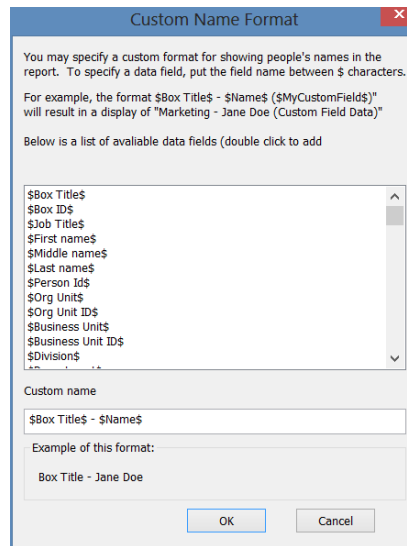 Custom Name Format
You may specify a custom format for showing people's names in the
report. To specify a data field, put the field name between $ characters.
For example, the format $Box Title$ - $Name$ ($MyCustomField$)"
will result in a display of "Marketing - Jane Doe (Custom Field Data)"
Below is a list of avaliable data fields (double click to add
$Box Title$
$Box ID$
$Job Title$
$First name$
$Middle name$
$Last name$
$Person Id$
$Org Unit$
$Org Unit ID$
$Business Unit$
$Business Unit ID$
$Division$
Custom name
$Box Title$ - $Name$
Example of this format:
Box Title - Jane Doe
OK
Cancel